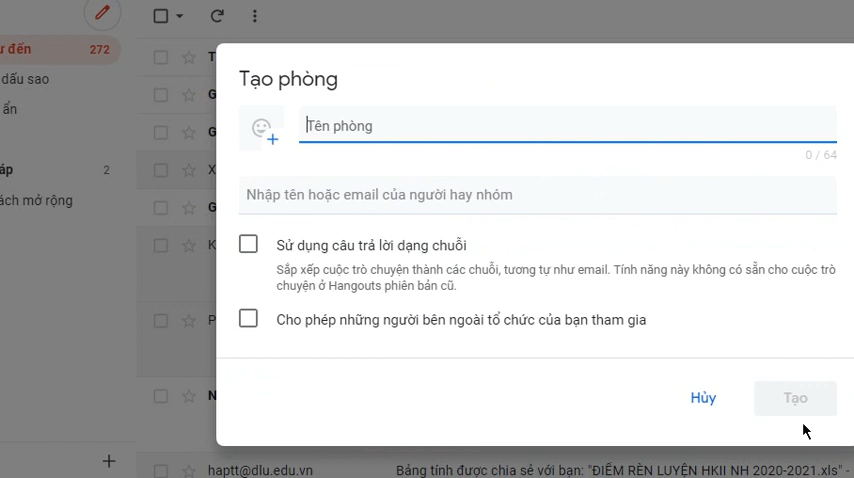 ư đến 272
dấu sao
ẩn
áp 2
ách mở rộng
T
G
G
X
G
K
P
N
Tạo phòng
Tên phòng
0 / 64
Nhập tên hoặc email của người hay nhóm
Sử dụng câu trả lời dạng chuỗi
Sắp xếp cuộc trò chuyện thành các chuỗi, tương tự như email. Tính năng này không có sẵn cho cuộc trò
chuyện ở Hangouts phiên bản cũ.
Cho phép những người bên ngoài tổ chức của bạn tham gia
Hủy Tạo
haptt@dlu.edu.vn Bảng tính được chia sẻ với bạn: "ĐIỂM RÈN LUYỆN HKII NH 2020-2021.xls" -